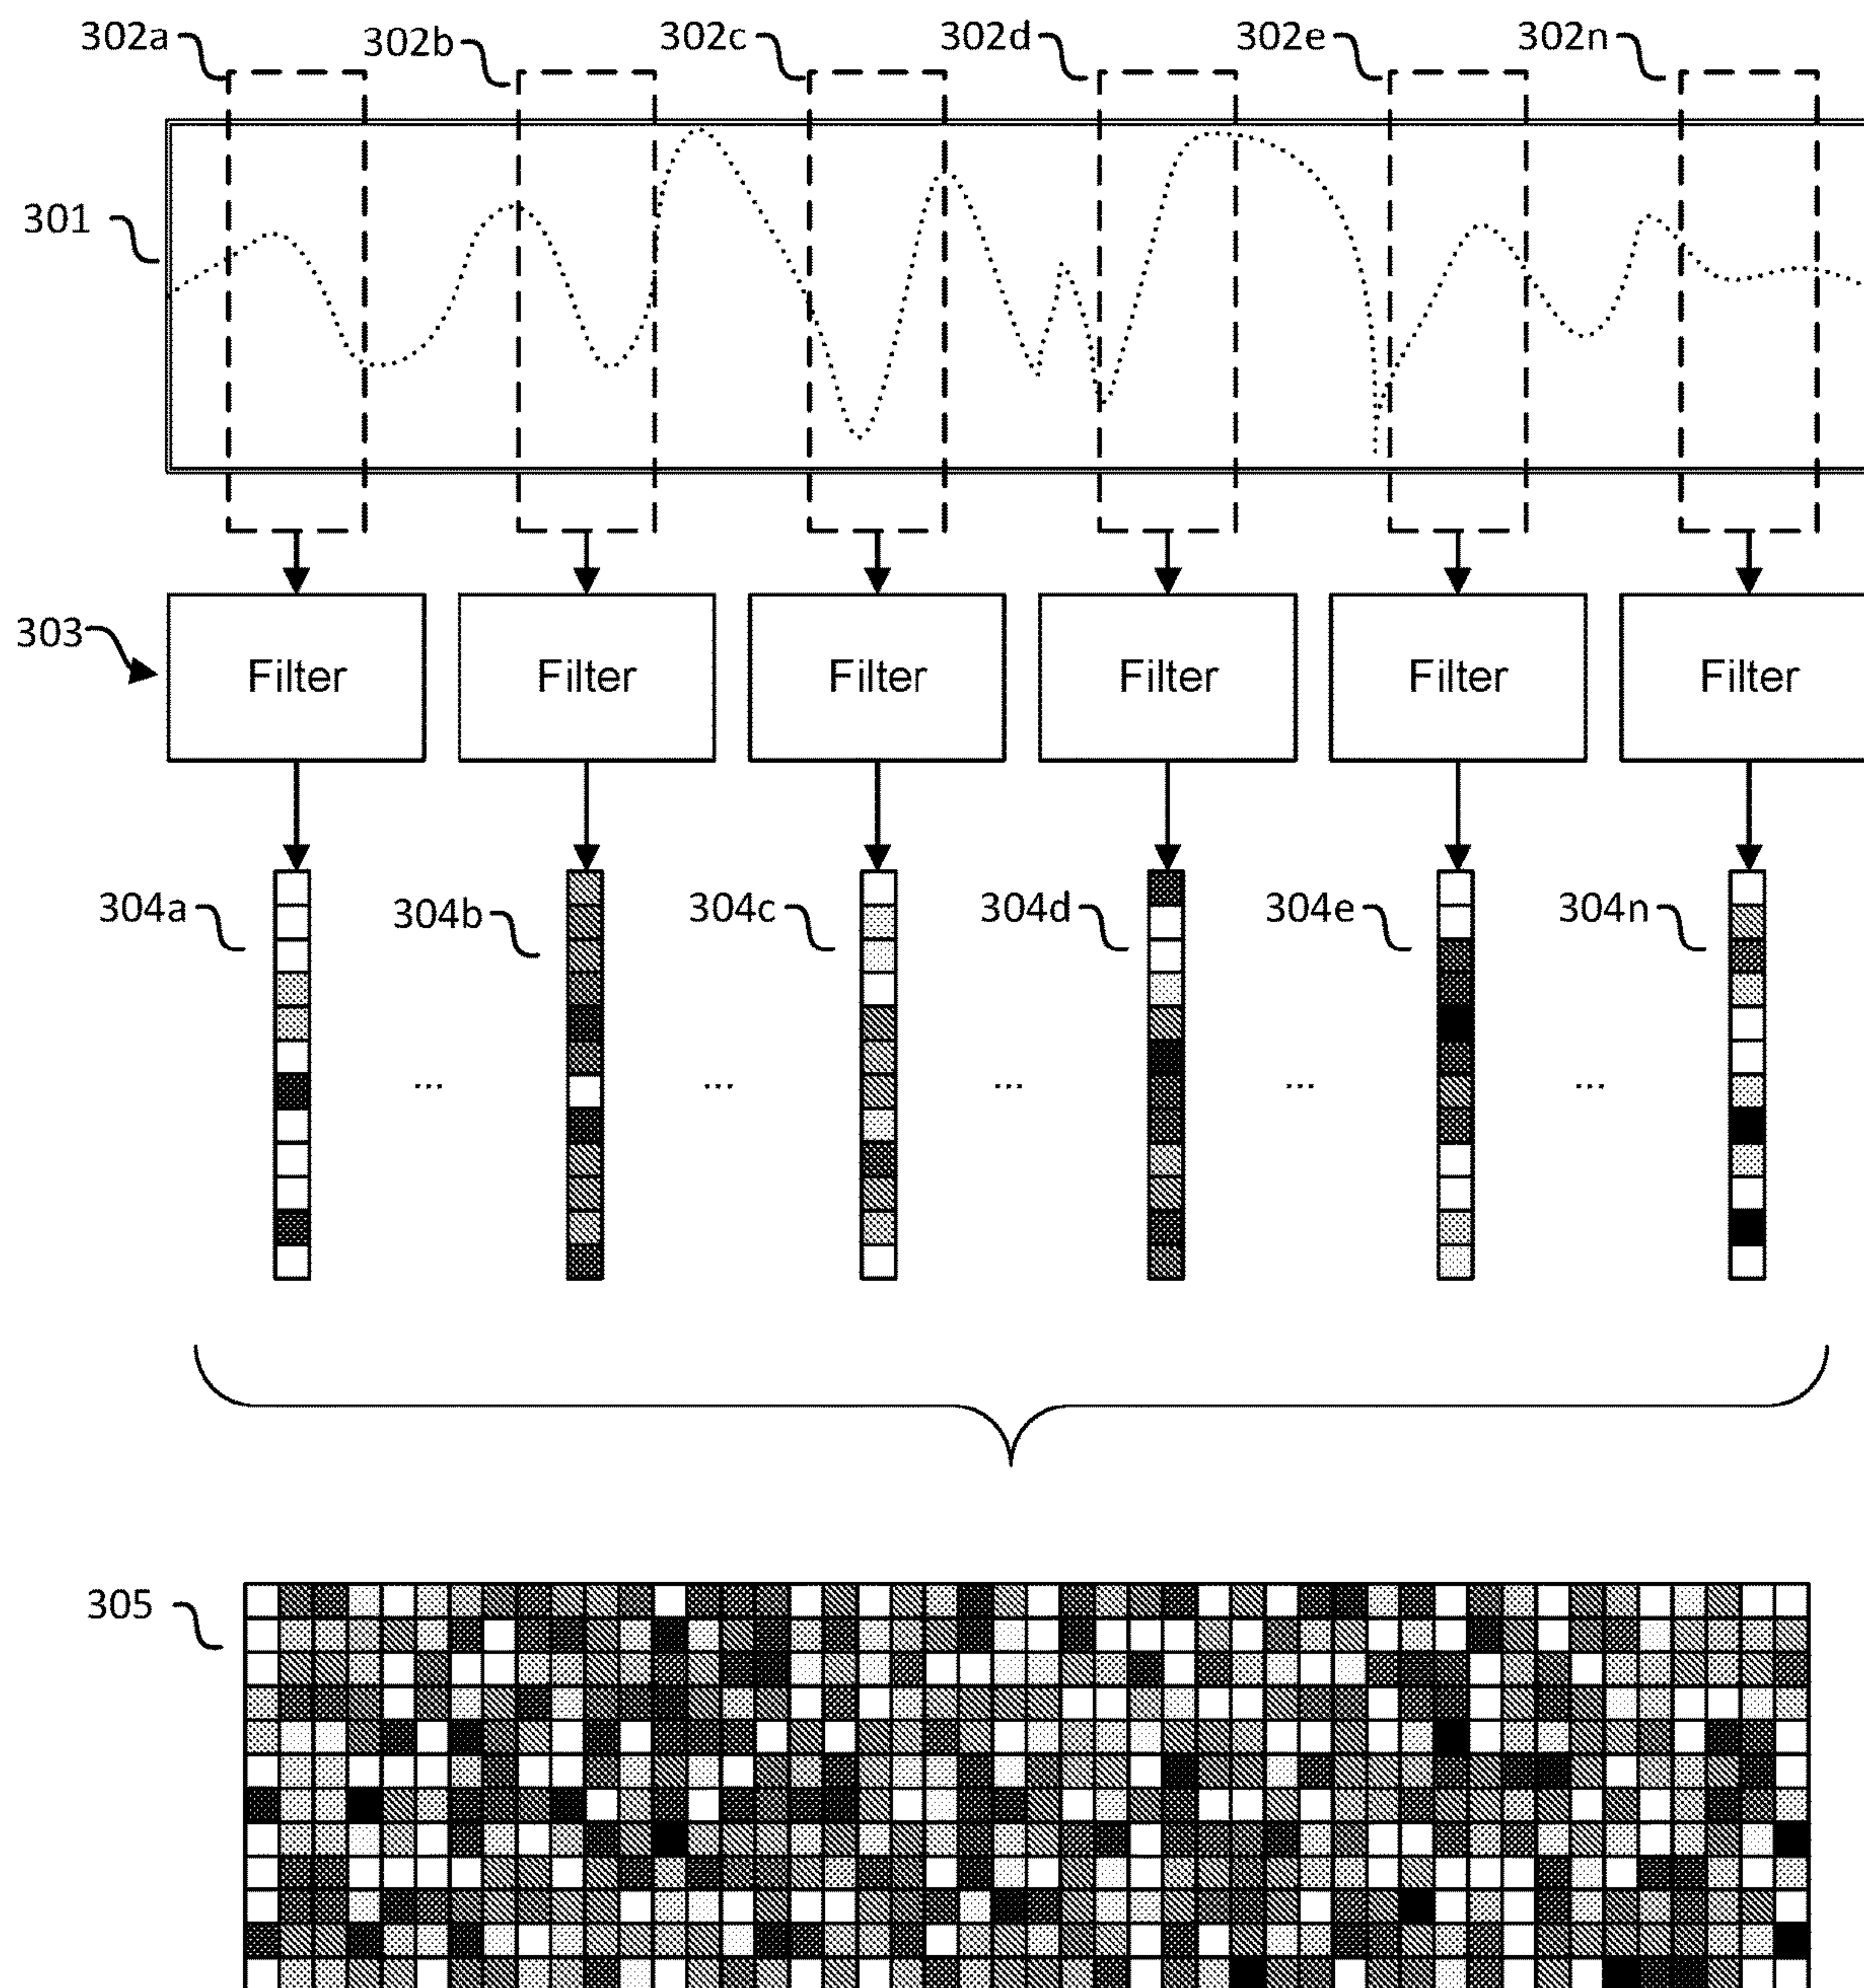 302a 302b 302c 302d 302e 302n
301
303 Filter Filter Filter Filter Filter Filter
304a 304b 304c 304d 304e 304n
... ... ... ... ...
305